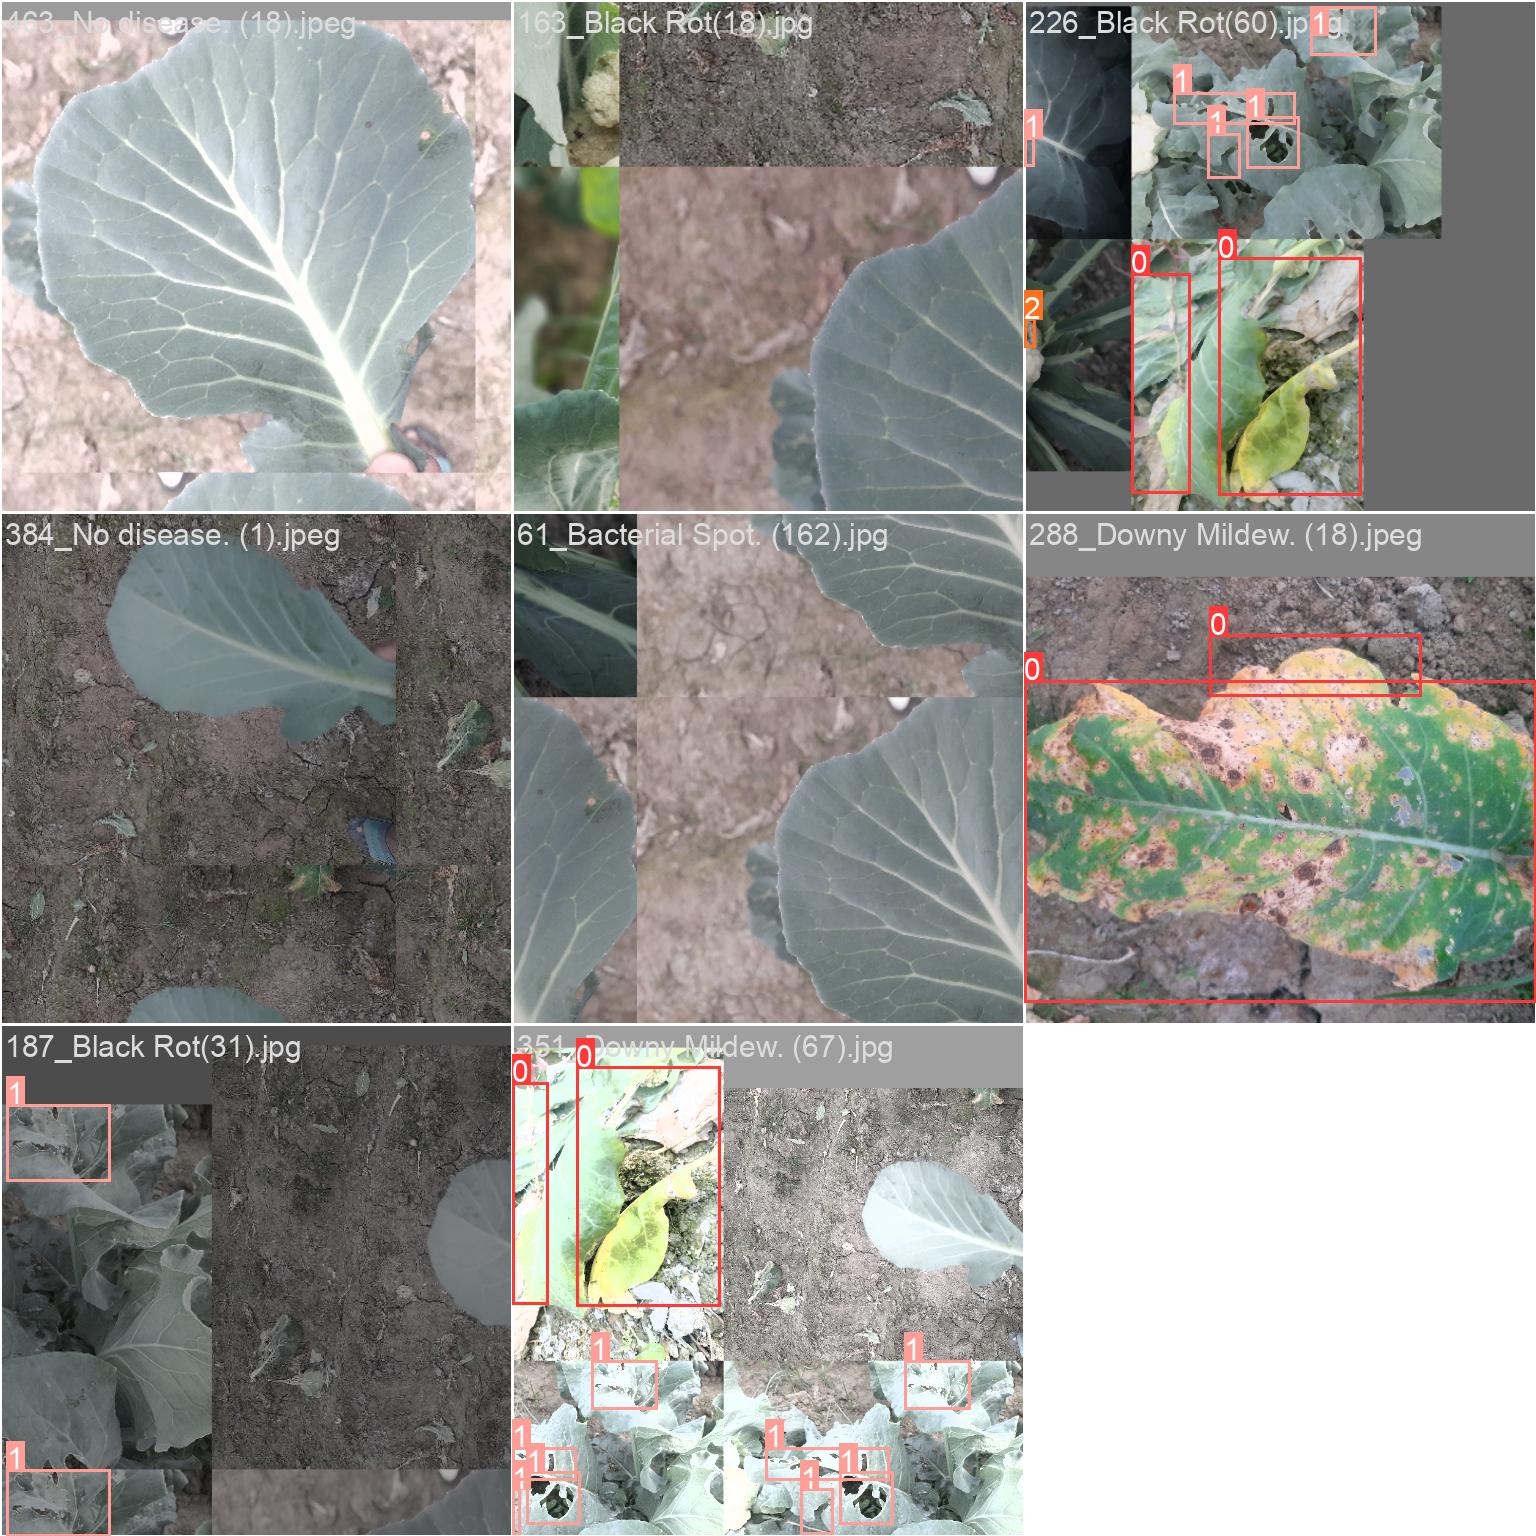 463_No disease. (18).jpeg
163_Black Rot(18).jpg
226_Black Rot(60).jpg
1
1
1
1
1
0
0
2
384_No disease. (1).jpeg
61_Bacterial Spot. (162).jpg
288_Downy Mildew. (18).jpeg
0
0
187_Black Rot(31).jpg
1
1
351_Downy Mildew. (67).jpg
0
0
1
1
1
1
1
1
1
1